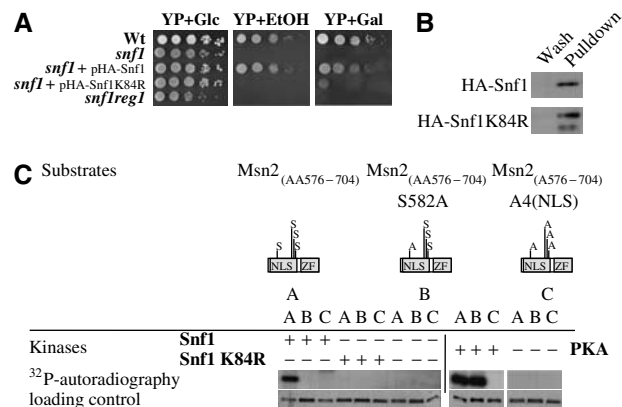 A
YP+Glc YP+EtOH YP+Gal
Wt
snf1
snf1 + pHA-Snf1
snf1 + pHA-Snf1K84R
snf1reg1
B
Wash
Pulldown
HA-Snf1
HA-Snf1K84R
C Substrates
Msn2(AA576–704) Msn2(AA576–704) Msn2(A576–704)
S582A A4(NLS)
S S S S A S S S A A A A
NLS ZF NLS ZF NLS ZF
A B C
A B C A B C A B C A B C A B C
Kinases
Snf1 + + + – – – – – –
Snf1 K84R – – – + + + – – –
+ + + – – – PKA
32P-autoradiography
loading control